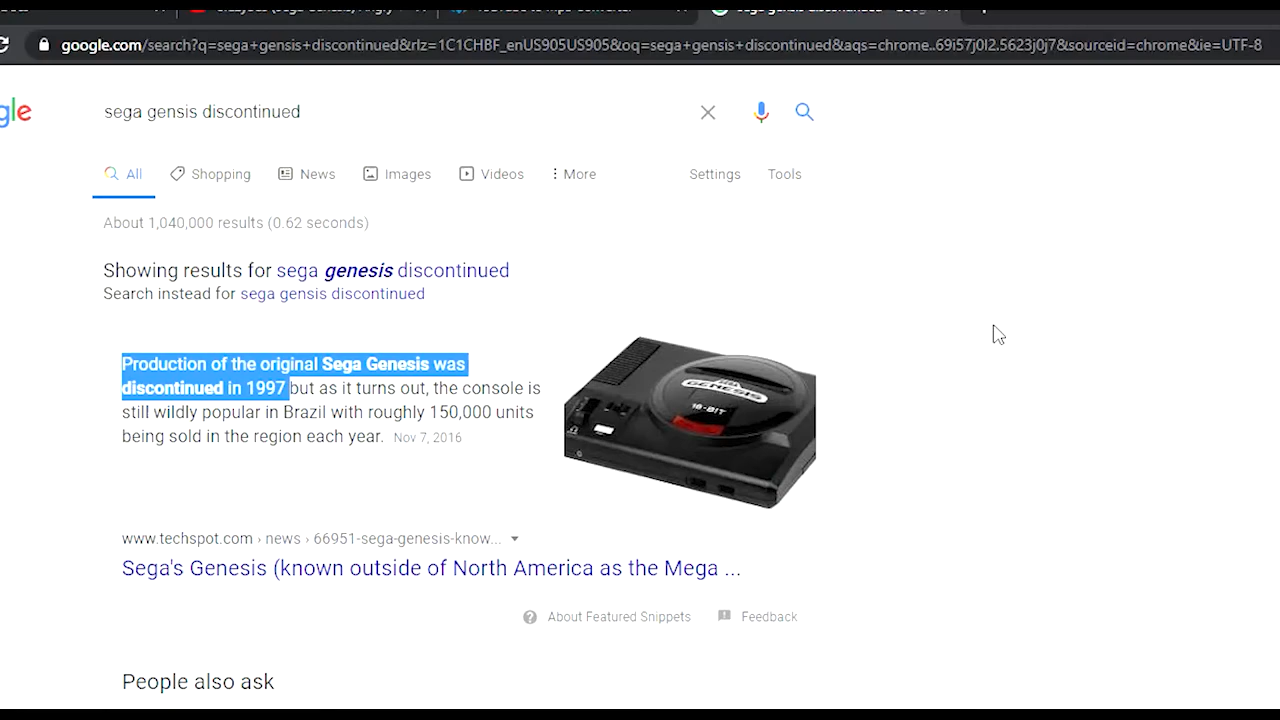 google.com/search?q=sega+gensis+discontinued&rlz=1C1CHBF_enUS905US905&oq=sega+gensis+discontinued&aqs=chrome..69i57j0l2.5623j0j7&sourceid=chrome&ie=UTF-8
gle
sega gensis discontinued
All Shopping News Images Videos More Settings Tools
About 1,040,000 results (0.62 seconds)
Showing results for sega genesis discontinued
Search instead for sega gensis discontinued
Production of the original Sega Genesis was
discontinued in 1997 but as it turns out, the console is
still wildly popular in Brazil with roughly 150,000 units
being sold in the region each year. Nov 7, 2016
SEGA
GENESIS
16-BIT
www.techspot.com › news › 66951-sega-genesis-know...
Sega's Genesis (known outside of North America as the Mega ...
About Featured Snippets Feedback
People also ask